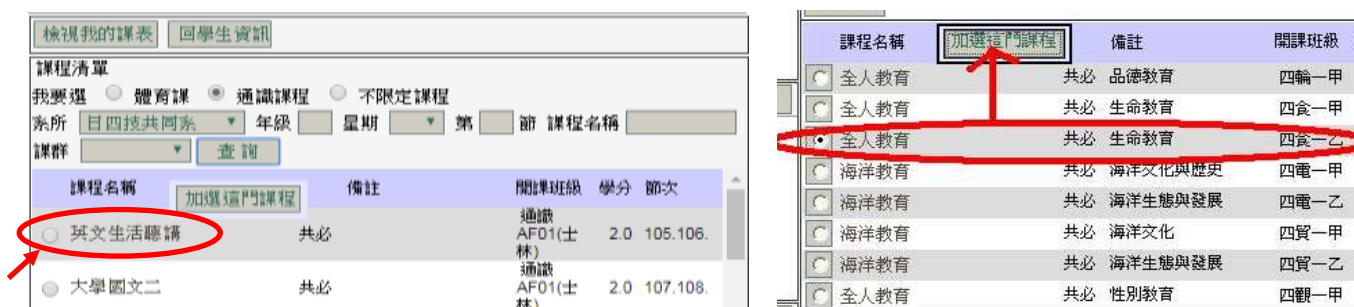 檢視我的課表 回學生資訊
課程清單
我要選 體育課 通識課程 不限定課程
系所 日四技共同系 年級 星期 第 節 課程名稱
課群 查詢
課程名稱 加選這門課程 備註 開課班級 學分 節次
英文生活聽講 共必 通識AF01(士林) 2.0 105.106.
大學國文二 共必 通識AF01(士林) 2.0 107.108.
課程名稱 加選這門課程 備註 開課班級
全人教育 共必 品德教育 四輪一甲
全人教育 共必 生命教育 四食一甲
全人教育 共必 生命教育 四食一乙
海洋教育 共必 海洋文化與歷史 四電一甲
海洋教育 共必 海洋生態與發展 四電一乙
海洋教育 共必 海洋文化 四貿一甲
海洋教育 共必 海洋生態與發展 四貿一乙
全人教育 共必 性別教育 四觀一甲